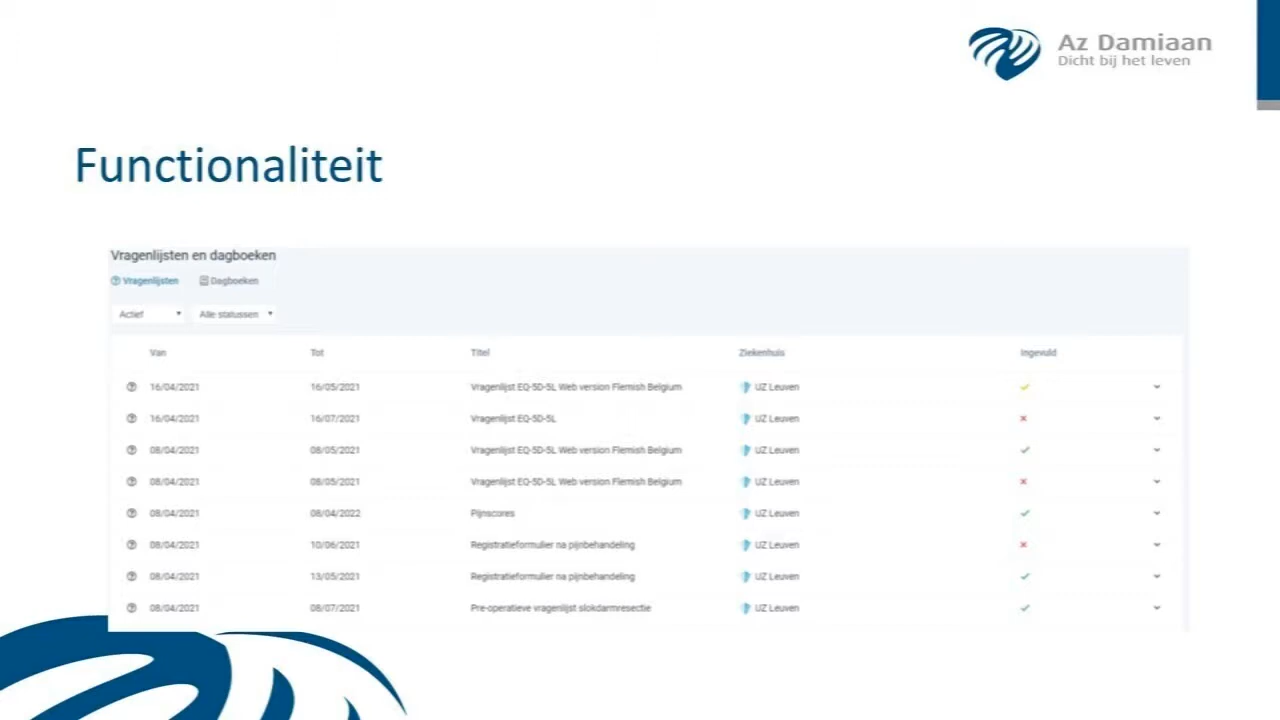 Az Damiaan
Dicht bij het leven
Functionaliteit
Vragenlijsten en dagboeken
Vragenlijsten Dagboeken
Actief Alle statussen
Van Tot Titel Ziekenhuis Ingevuld
16/04/2021 16/05/2021 Vragenlijst EQ-5D-5L Web version Flemish Belgium UZ Leuven
16/04/2021 16/07/2021 Vragenlijst EQ-5D-5L UZ Leuven
08/04/2021 08/05/2021 Vragenlijst EQ-5D-5L Web version Flemish Belgium UZ Leuven
08/04/2021 08/05/2021 Vragenlijst EQ-5D-5L Web version Flemish Belgium UZ Leuven
08/04/2021 08/04/2022 Pijnscores UZ Leuven
08/04/2021 10/06/2021 Registratieformulier na pijnbehandeling UZ Leuven
08/04/2021 13/05/2021 Registratieformulier na pijnbehandeling UZ Leuven
08/04/2021 08/07/2021 Pre-operatieve vragenlijst slokdarmresectie UZ Leuven